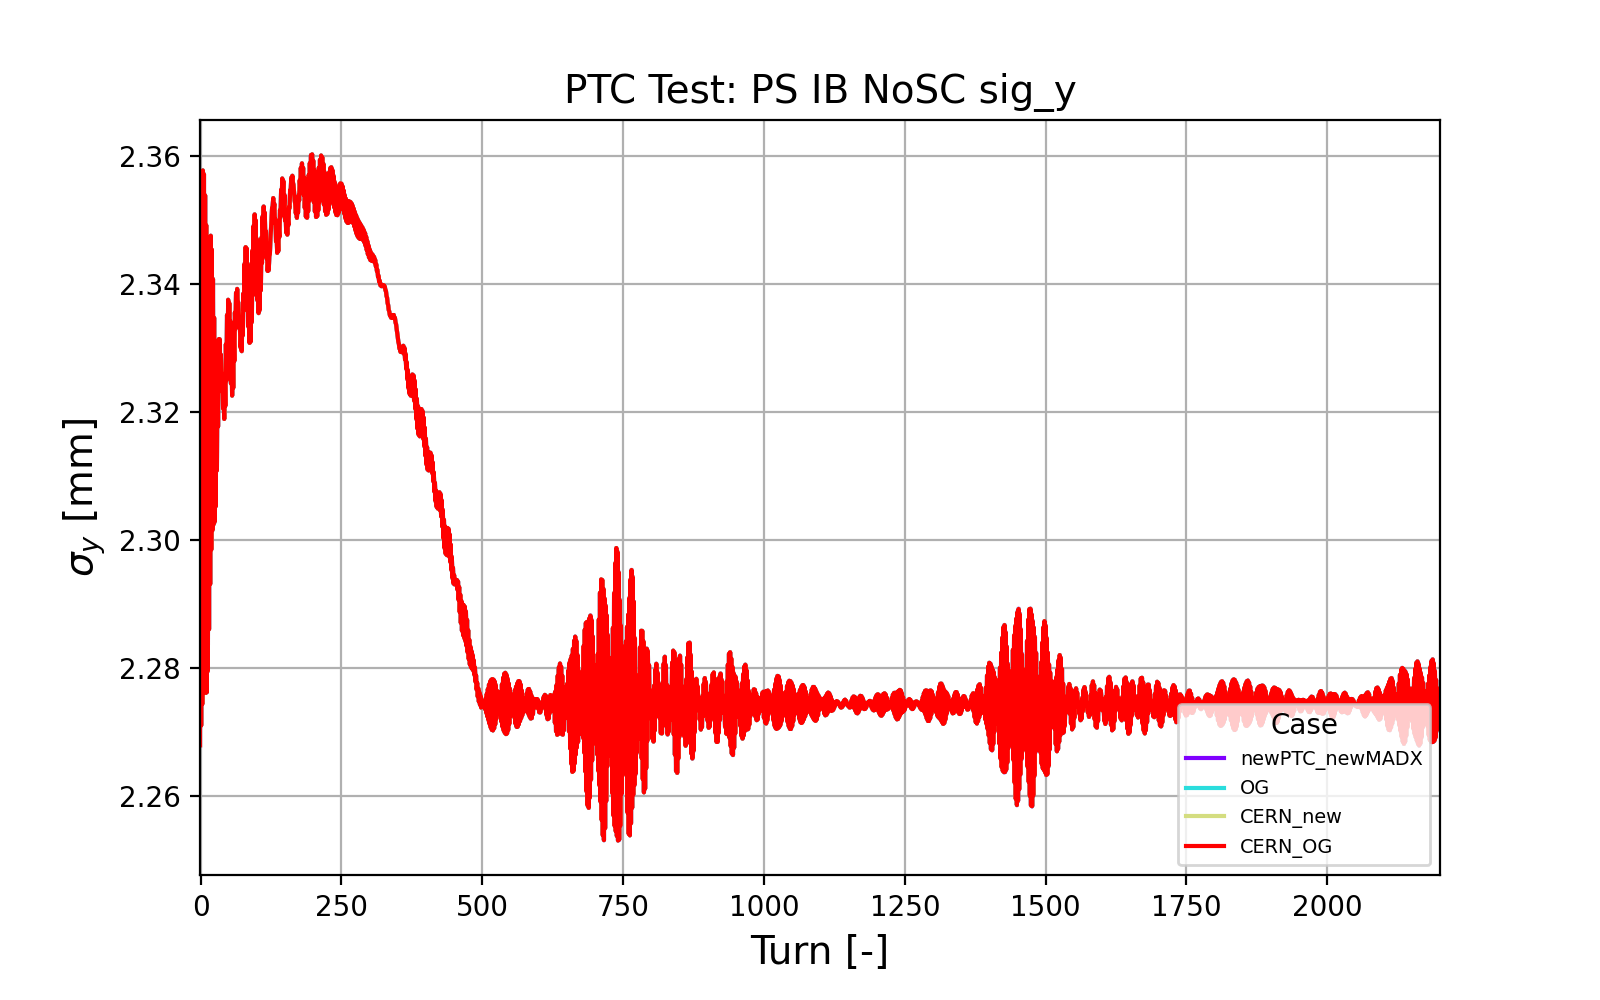 PTC Test: PS IB NoSC sig_y
σy [mm]
2.36
2.34
2.32
2.30
2.28
2.26
0 250 500 750 1000 1250 1500 1750 2000
Turn [-]
Case
newPTC_newMADX
OG
CERN_new
CERN_OG